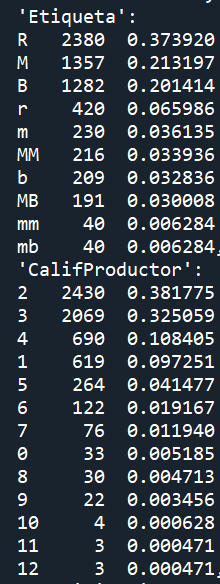 'Etiqueta':
R 2380 0.373920
M 1357 0.213197
B 1282 0.201414
r 420 0.065986
m 230 0.036135
MM 216 0.033936
b 209 0.032836
MB 191 0.030008
mm 40 0.006284
mb 40 0.006284,
'CalifProductor':
2 2430 0.381775
3 2069 0.325059
4 690 0.108405
1 619 0.097251
5 264 0.041477
6 122 0.019167
7 76 0.011940
0 33 0.005185
8 30 0.004713
9 22 0.003456
10 4 0.000628
11 3 0.000471
12 3 0.000471,